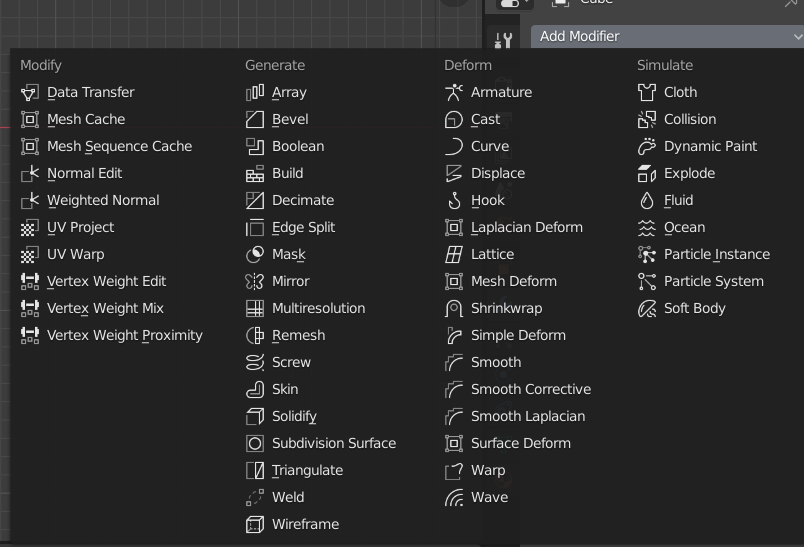 Cube
Add Modifier
Modify
Data Transfer
Mesh Cache
Mesh Sequence Cache
Normal Edit
Weighted Normal
UV Project
UV Warp
Vertex Weight Edit
Vertex Weight Mix
Vertex Weight Proximity
Generate
Array
Bevel
Boolean
Build
Decimate
Edge Split
Mask
Mirror
Multiresolution
Remesh
Screw
Skin
Solidify
Subdivision Surface
Triangulate
Weld
Wireframe
Deform
Armature
Cast
Curve
Displace
Hook
Laplacian Deform
Lattice
Mesh Deform
Shrinkwrap
Simple Deform
Smooth
Smooth Corrective
Smooth Laplacian
Surface Deform
Warp
Wave
Simulate
Cloth
Collision
Dynamic Paint
Explode
Fluid
Ocean
Particle Instance
Particle System
Soft Body